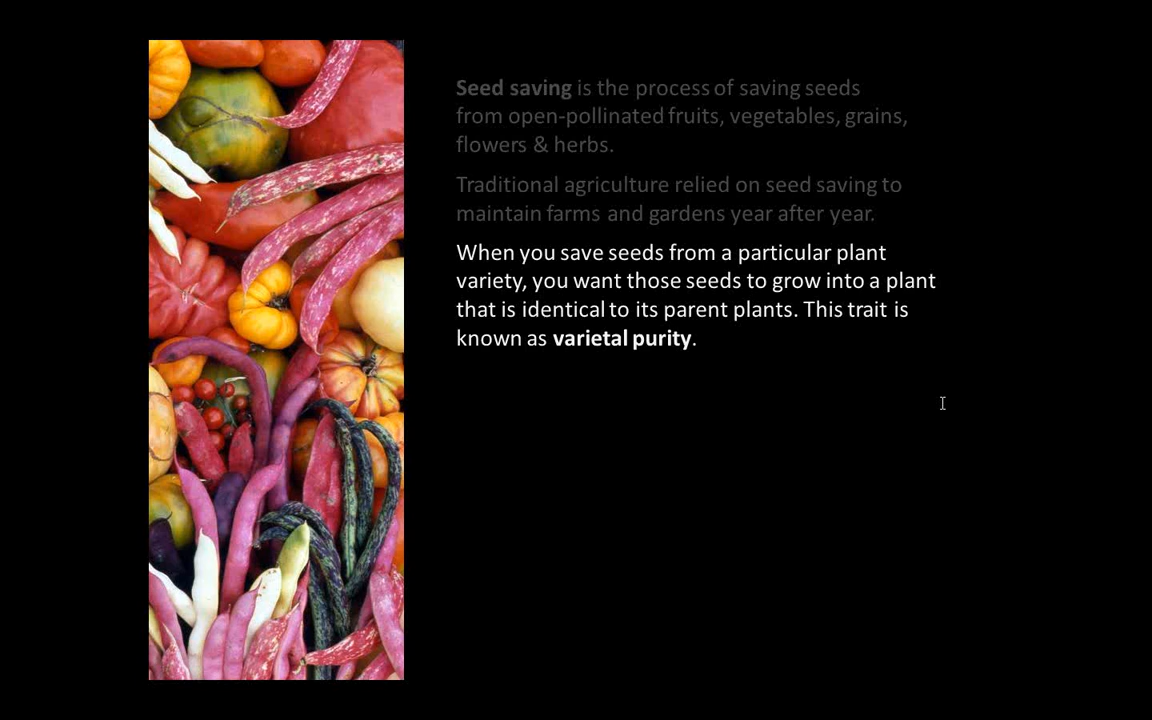 Seed saving is the process of saving seeds
from open-pollinated fruits, vegetables, grains,
flowers & herbs.
Traditional agriculture relied on seed saving to
maintain farms and gardens year after year.
When you save seeds from a particular plant
variety, you want those seeds to grow into a plant
that is identical to its parent plants. This trait is
known as varietal purity.